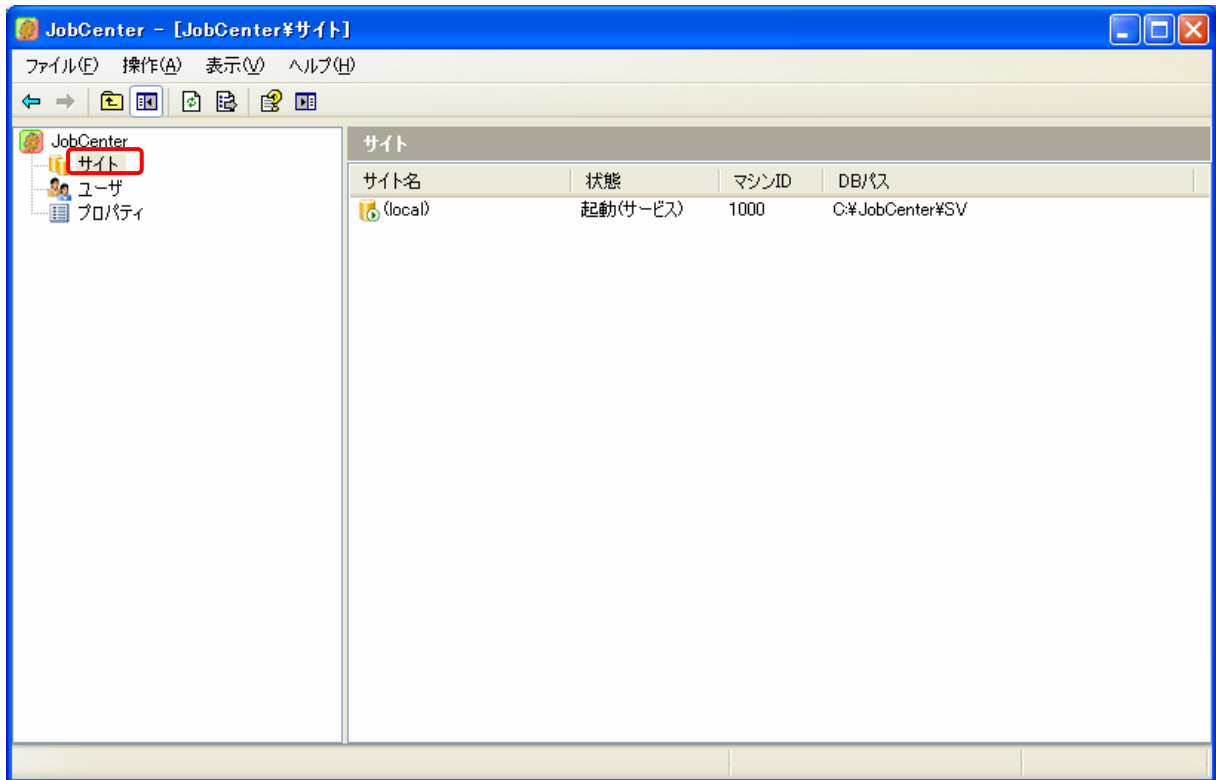 JobCenter - [JobCenter¥サイト]
ファイル(F) 操作(A) 表示(V) ヘルプ(H)
JobCenter
サイト
ユーザ
プロパティ
サイト
サイト名 状態 マシンID DBパス
(local) 起動(サービス) 1000 C:¥JobCenter¥SV